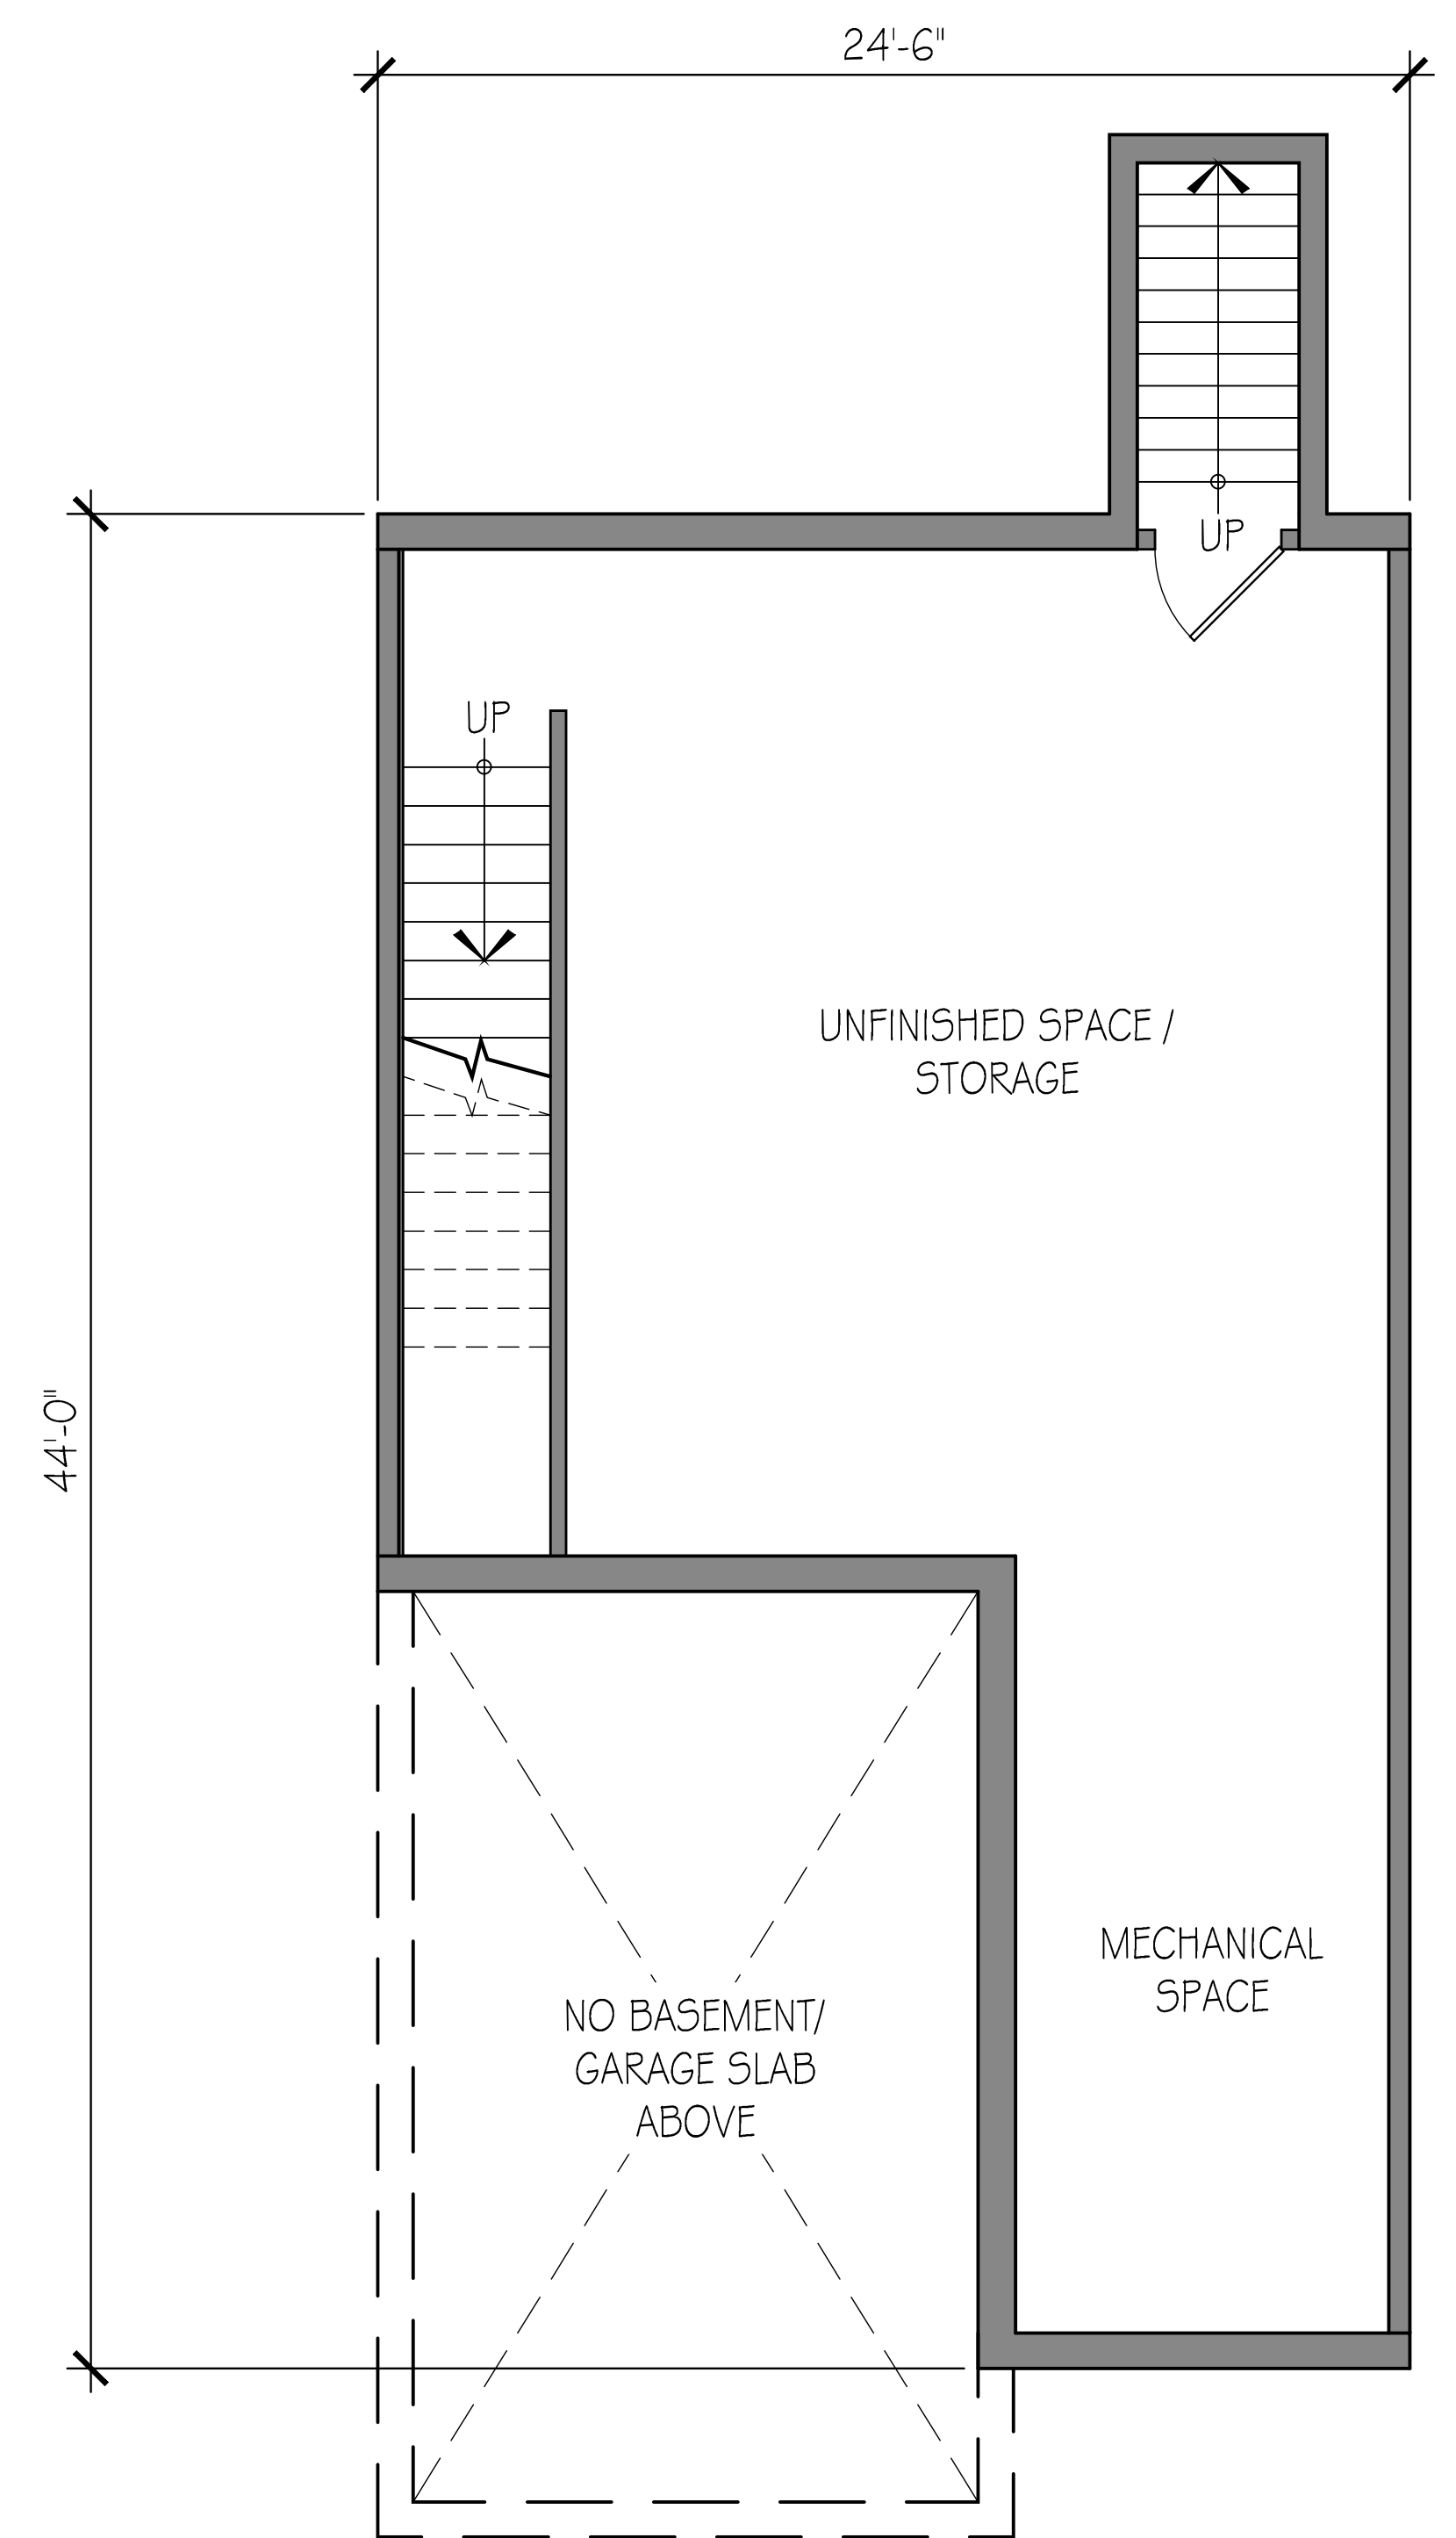 24'-6"
UP
UP
UNFINISHED SPACE /
STORAGE
44'-0"
MECHANICAL
SPACE
NO BASEMENT/
GARAGE SLAB
ABOVE